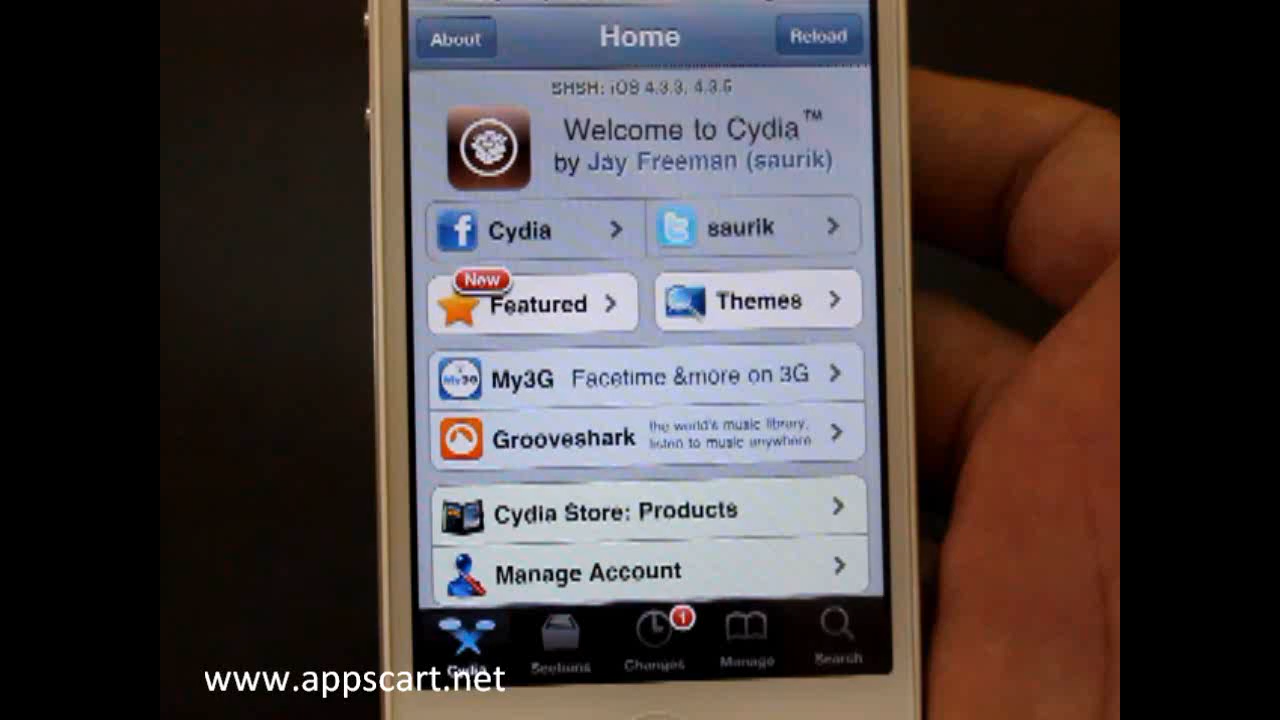 About Home Reload
SHSH: iOS 4.3.3, 4.3.5
Welcome to Cydia™
by Jay Freeman (saurik)
Cydia
saurik
New
Featured
Themes
My3G Facetime &more on 3G
Grooveshark the world's music library.
listen to music anywhere
Cydia Store: Products
Manage Account
1
Cydia Sections Changes Manage Search
www.appscart.net